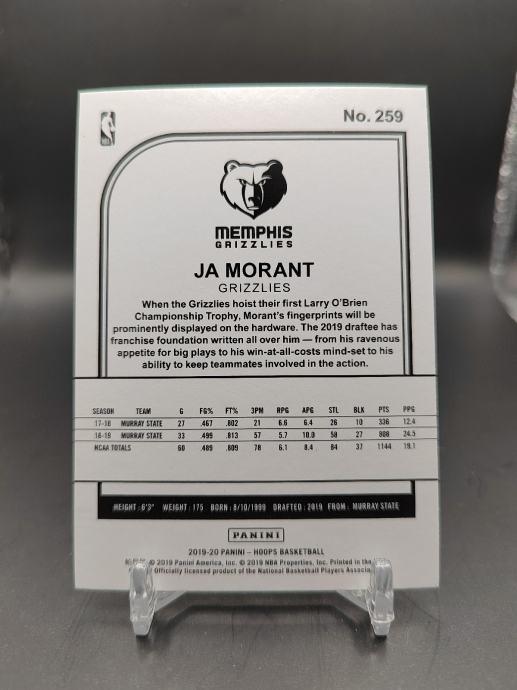 No. 259
MEMPHIS
GRIZZLIES
JA MORANT
GRIZZLIES
When the Grizzlies hoist their first Larry O'Brien
Championship Trophy, Morant's fingerprints will be
prominently displayed on the hardware. The 2019 draftee has
franchise foundation written all over him — from his ravenous
appetite for big plays to his win-at-all-costs mind-set to his
ability to keep teammates involved in the action.
SEASON TEAM G FG% FT% 3PM RPG APG STL BLK PTS PPG
17-18 MURRAY STATE 27 .467 .802 21 6.6 6.4 26 10 336 12.4
18-19 MURRAY STATE 33 .499 .813 57 5.7 10.0 58 27 808 24.5
NCAA TOTALS 60 .489 .809 78 6.1 8.4 84 37 1144 19.1
HEIGHT: 6'3" WEIGHT: 175 BORN: 8/10/1999 DRAFTED: 2019 FROM: MURRAY STATE
PANINI
2019-20 PANINI – HOOPS BASKETBALL
© 2019 Panini America, Inc. © 2019 NBA Properties, Inc. Printed in the
Officially licensed product of the National Basketball Players